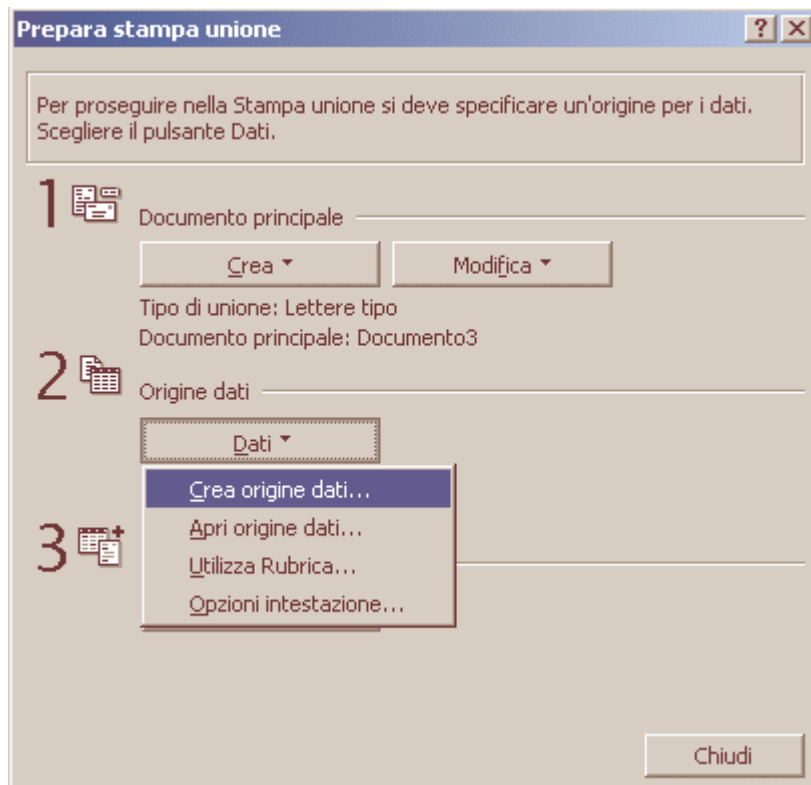 Prepara stampa unione
Per proseguire nella Stampa unione si deve specificare un'origine per i dati.
Scegliere il pulsante Dati.
1
Documento principale
Crea Modifica
Tipo di unione: Lettere tipo
Documento principale: Documento3
2
Origine dati
Dati
Crea origine dati...
Apri origine dati...
3
Utilizza Rubrica...
Opzioni intestazione...
Chiudi